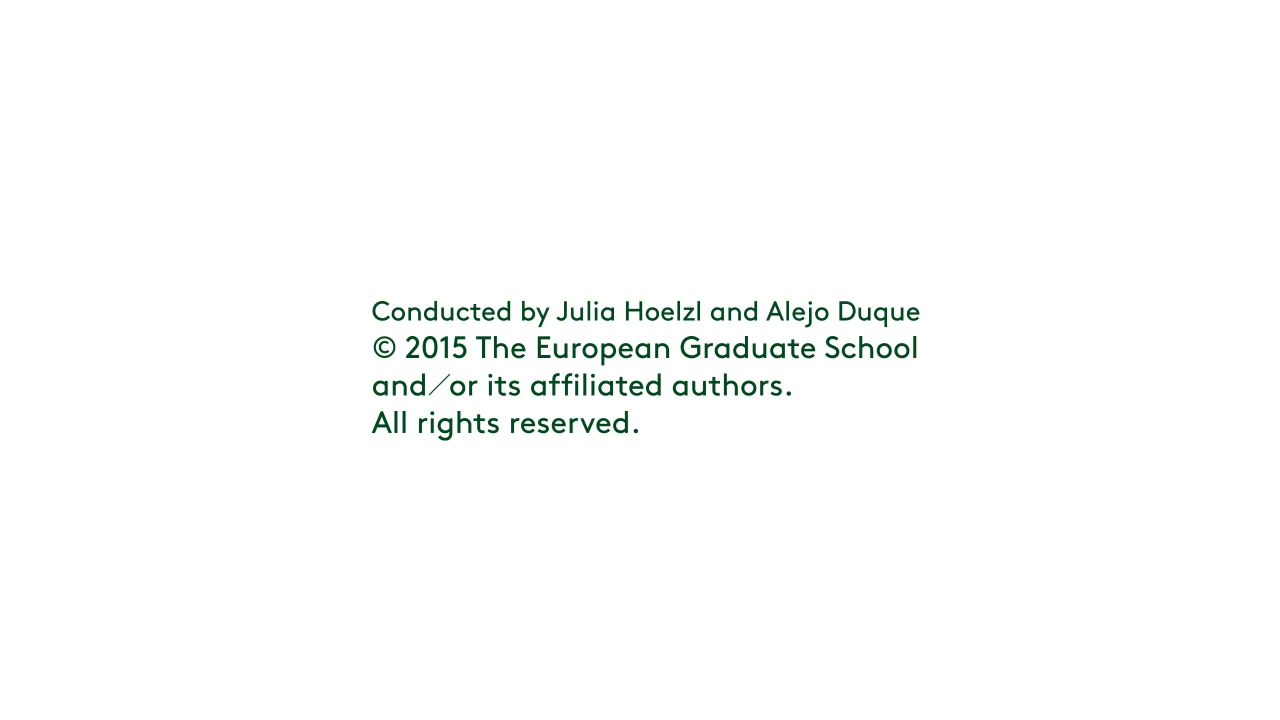 Conducted by Julia Hoelzl and Alejo Duque
© 2015 The European Graduate School
and/or its affiliated authors.
All rights reserved.